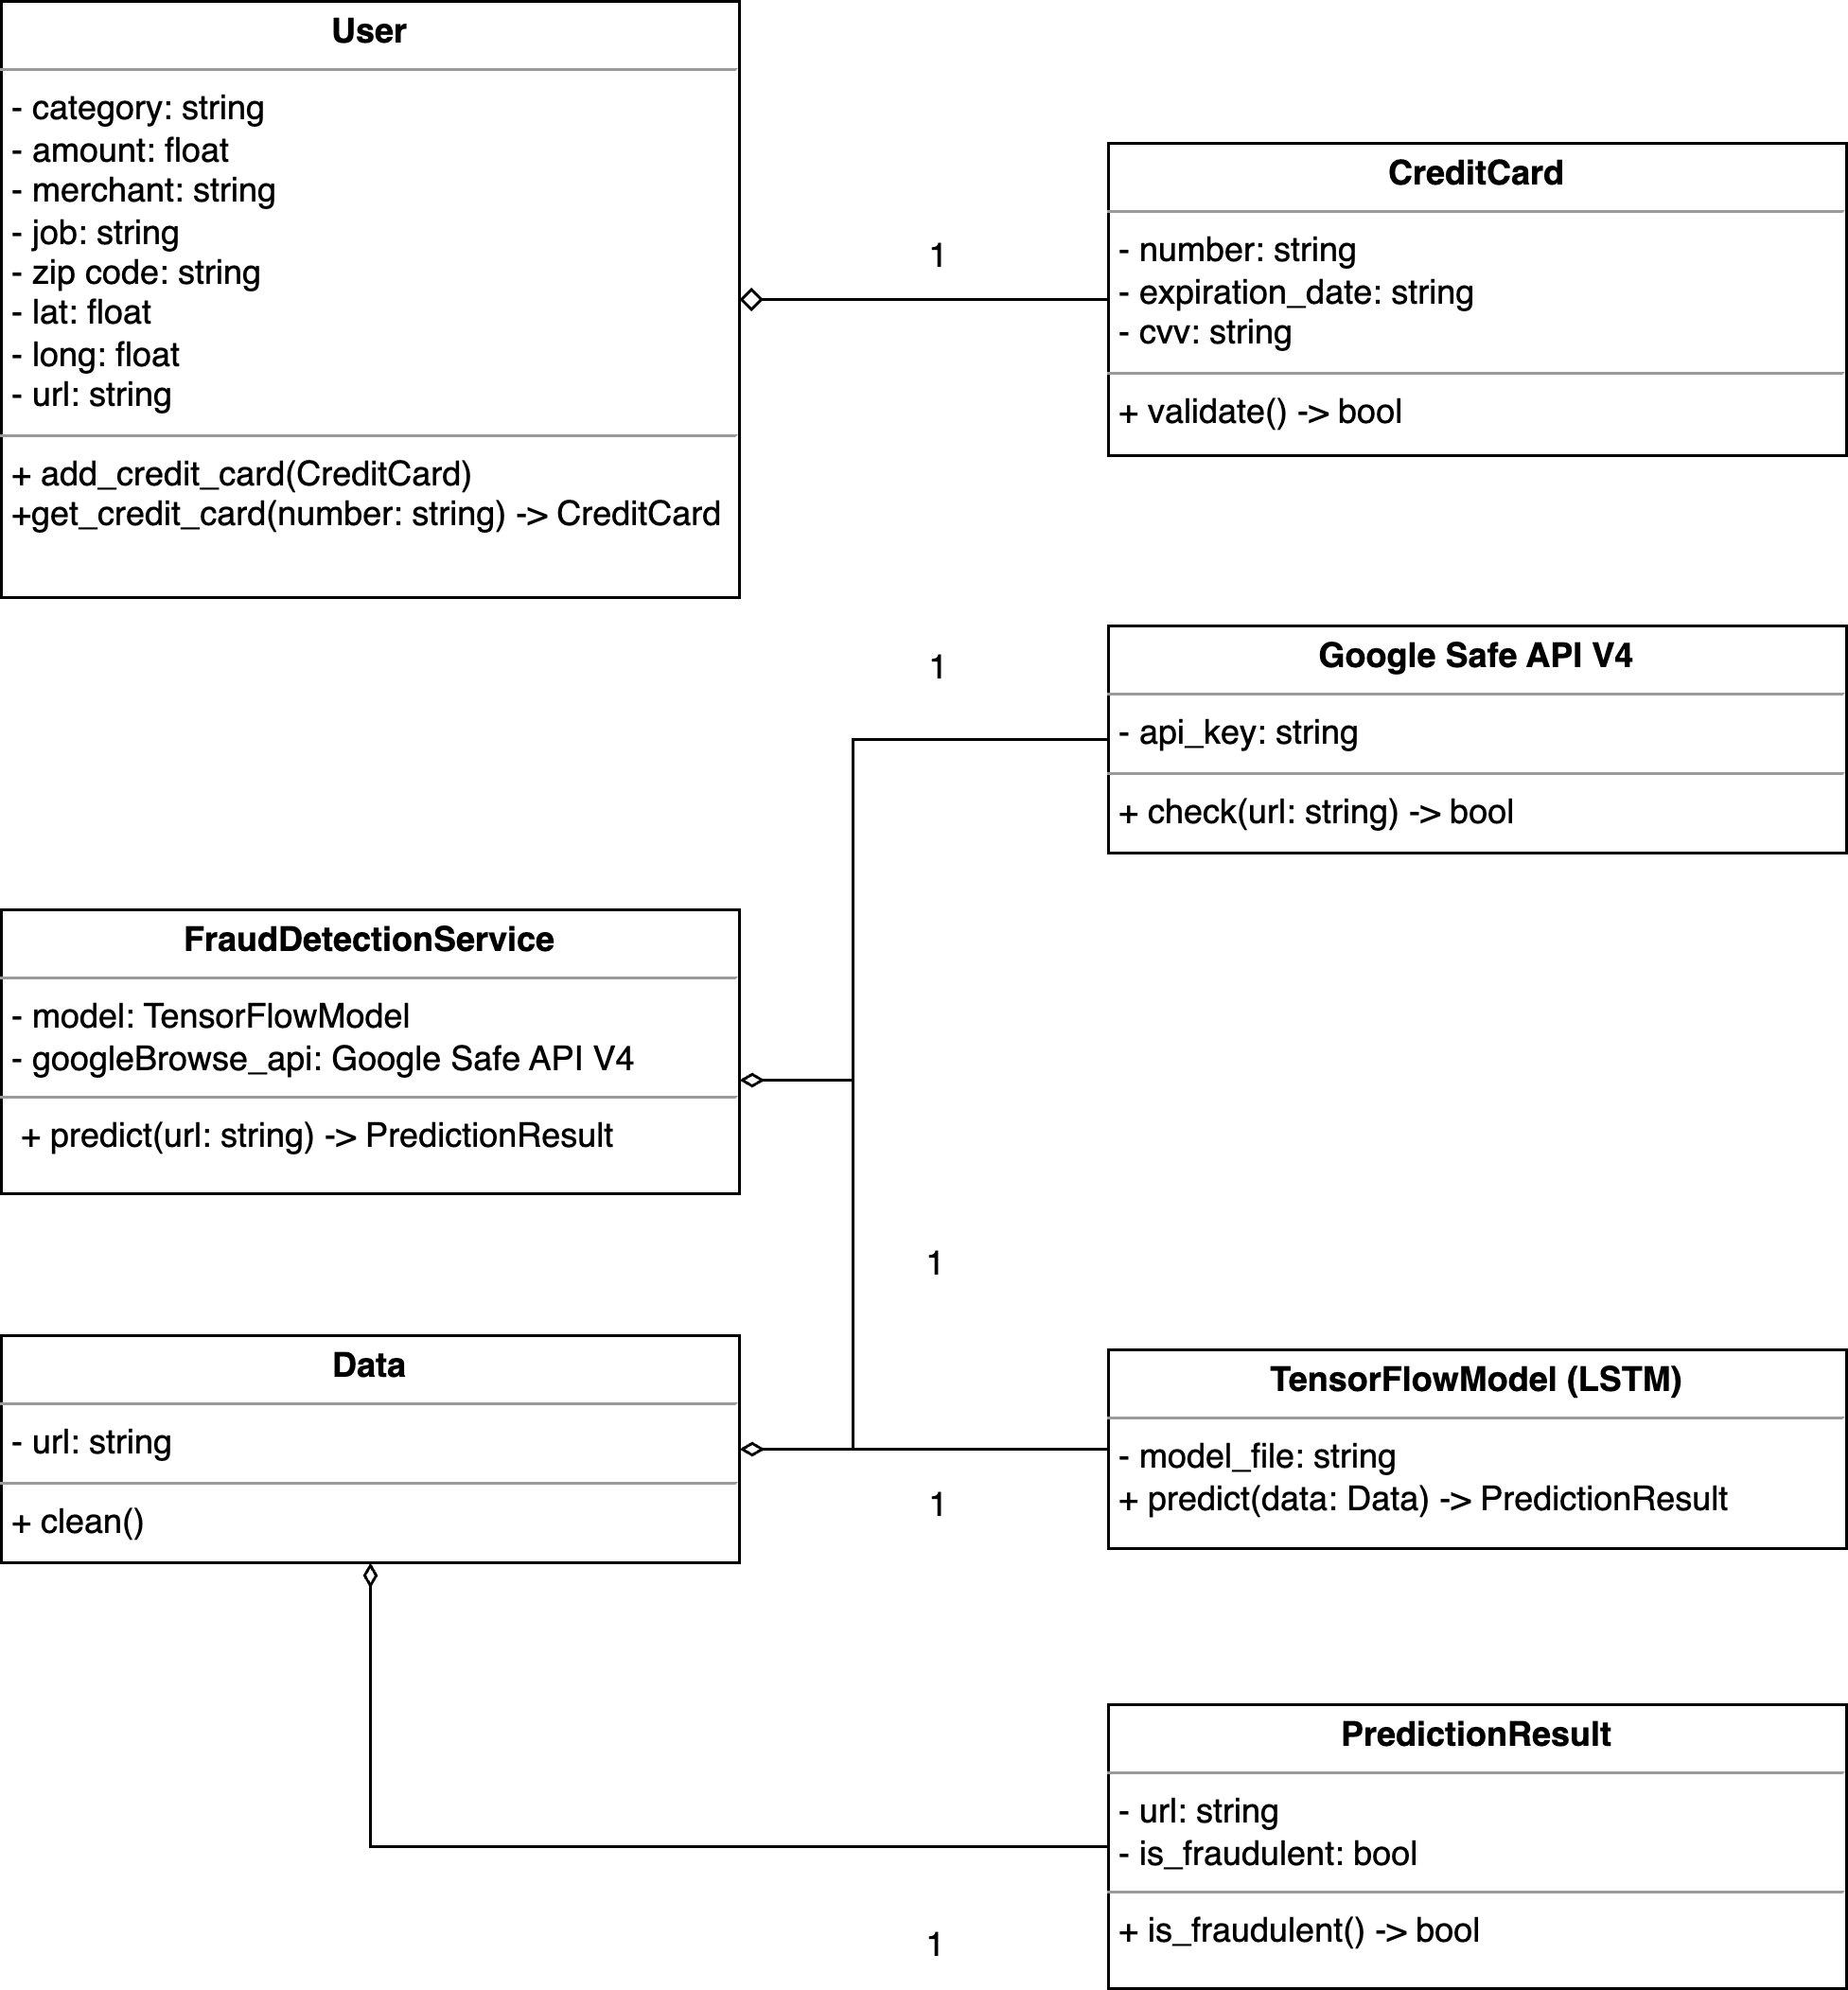 User
- category: string
- amount: float
- merchant: string
- job: string
- zip code: string
- lat: float
- long: float
- url: string
+ add_credit_card(CreditCard)
+get_credit_card(number: string) -> CreditCard
1
CreditCard
- number: string
- expiration_date: string
- cvv: string
+ validate() -> bool
1
Google Safe API V4
- api_key: string
+ check(url: string) -> bool
FraudDetectionService
- model: TensorFlowModel
- googleBrowse_api: Google Safe API V4
+ predict(url: string) -> PredictionResult
1
Data
- url: string
+ clean()
1
TensorFlowModel (LSTM)
- model_file: string
+ predict(data: Data) -> PredictionResult
PredictionResult
- url: string
- is_fraudulent: bool
+ is_fraudulent() -> bool
1